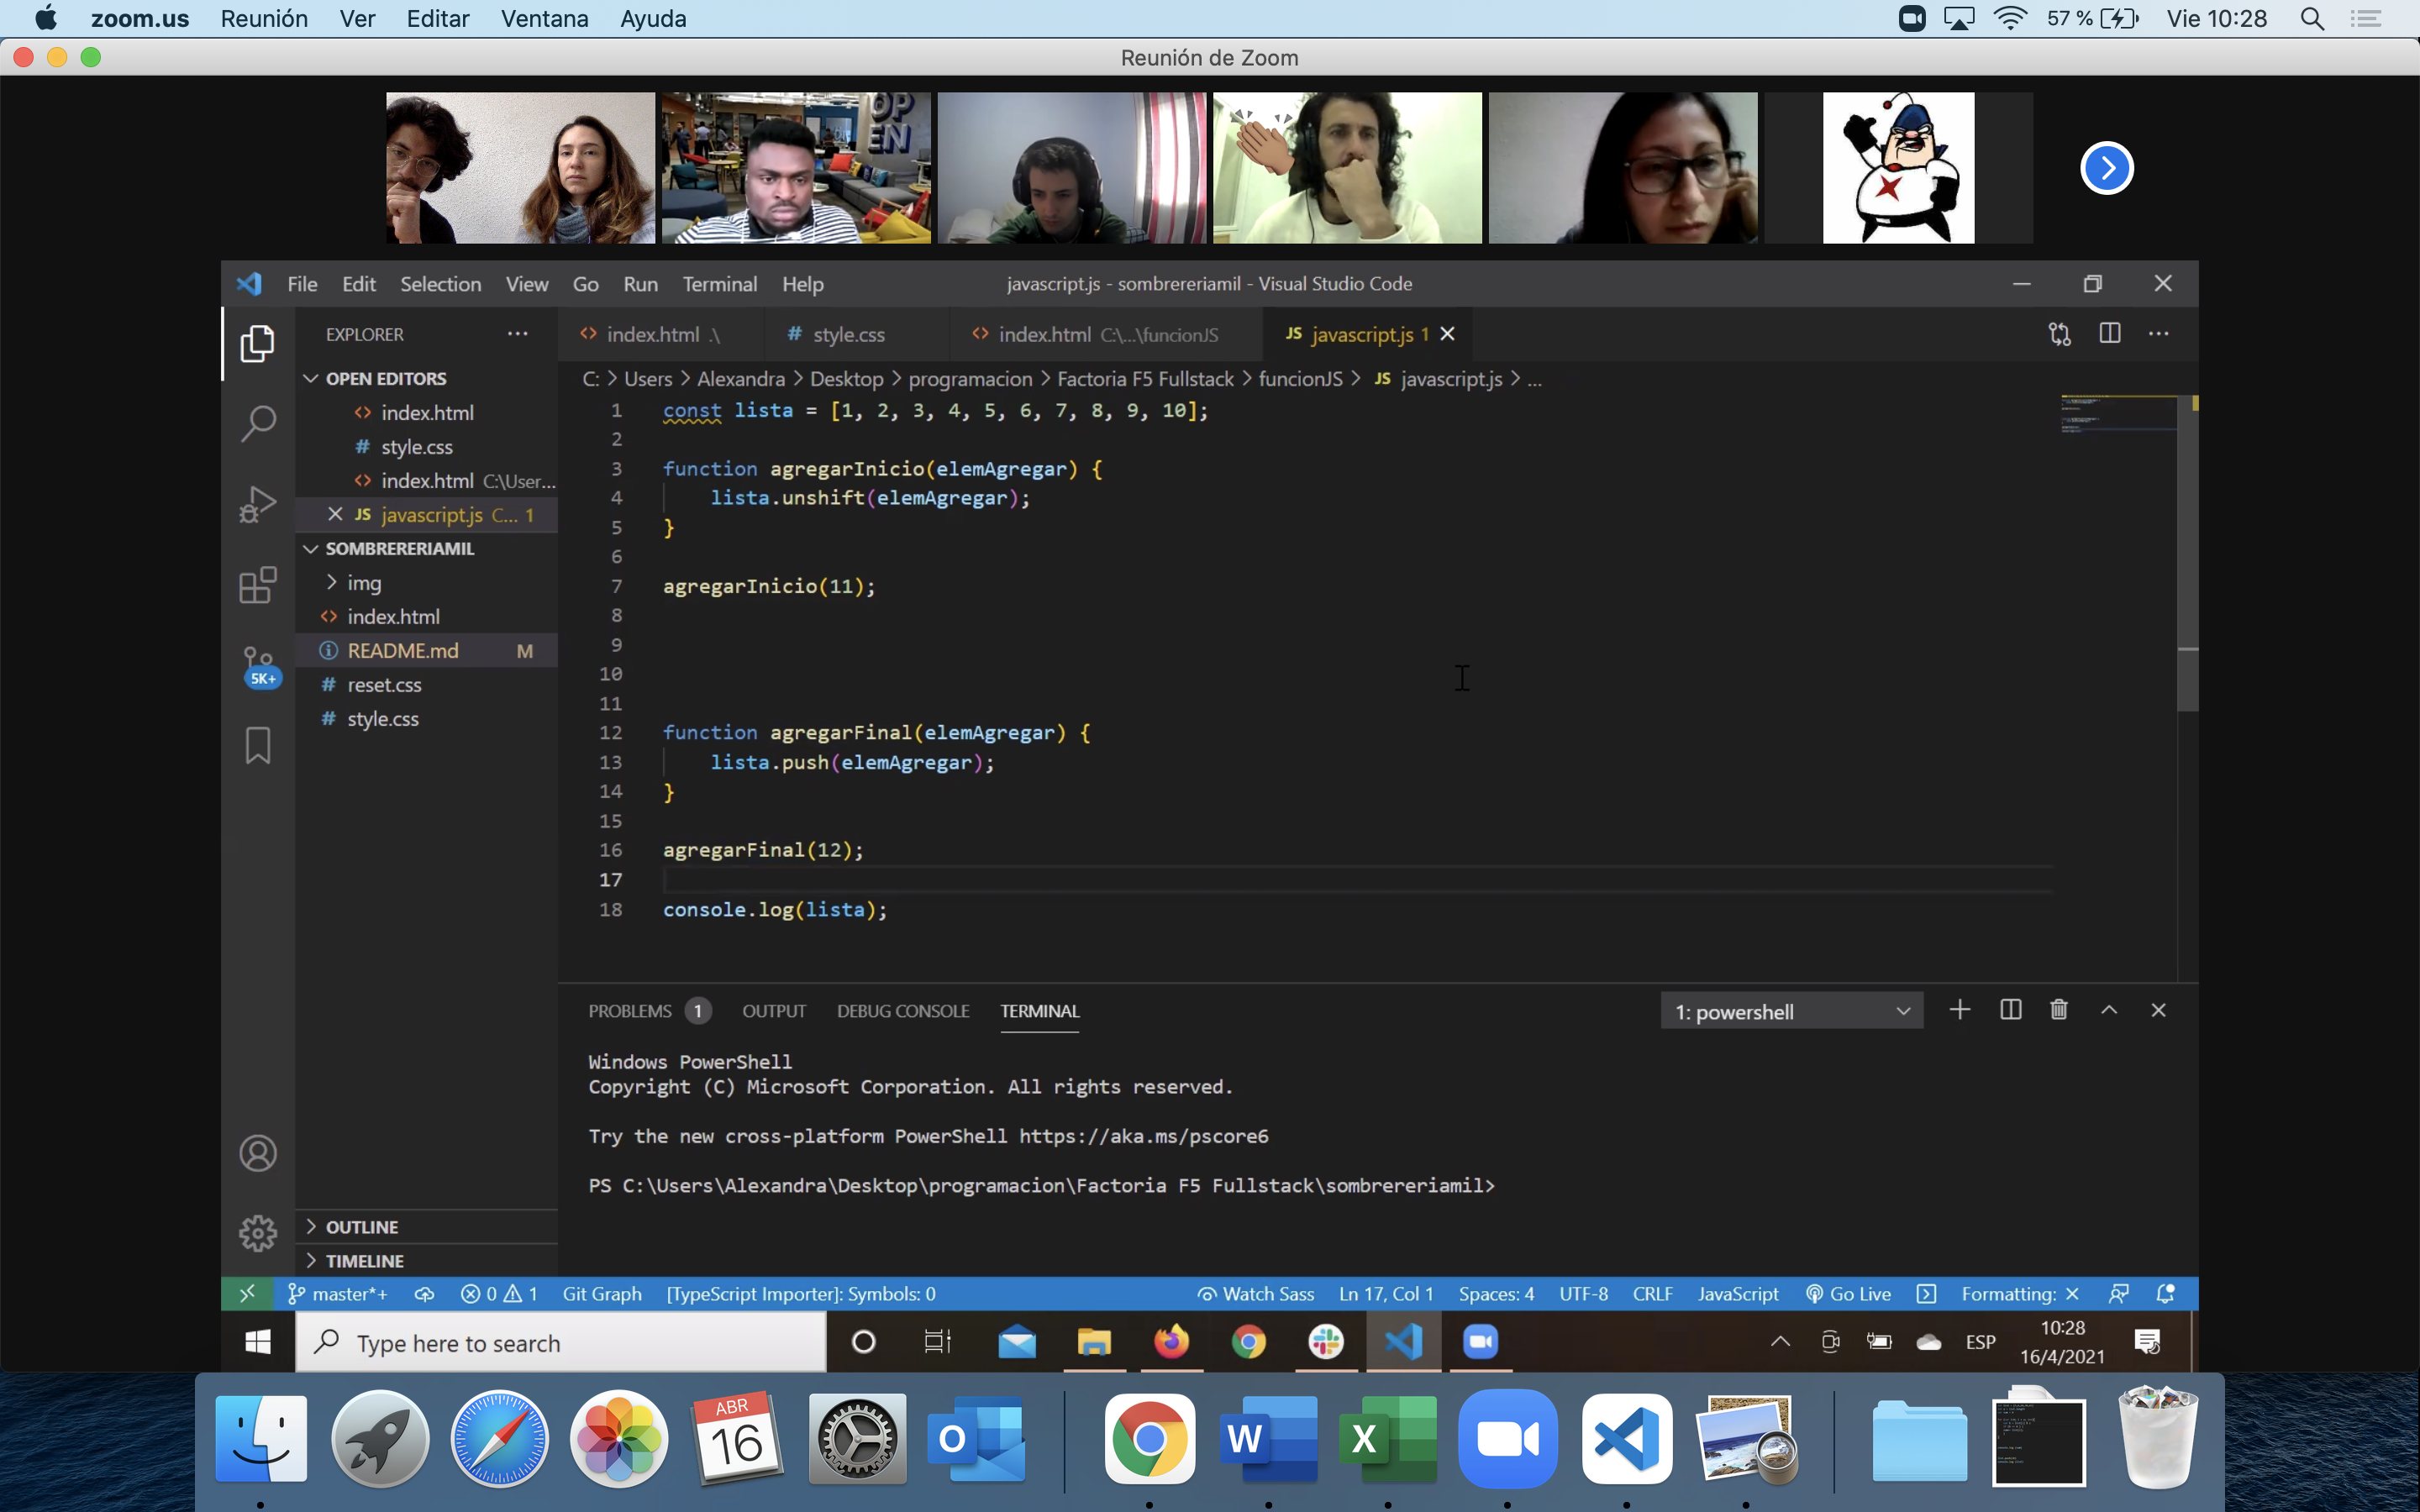 zoom.us Reunión Ver Editar Ventana Ayuda 57 % Vie 10:28
Reunión de Zoom
OPEN
File Edit Selection View Go Run Terminal Help javascript.js - sombrereriamil - Visual Studio Code
EXPLORER ··· <> index.html .\ # style.css <> index.html C:\...\funcionJS JS javascript.js 1 ···
C: > Users > Alexandra > Desktop > programacion > Factoria F5 Fullstack > funcionJS > JS javascript.js > ...
OPEN EDITORS
<> index.html
# style.css
<> index.html C:\User...
JS javascript.js C... 1
SOMBRERERIAMIL
> img
<> index.html
README.md M
# reset.css
# style.css
5K+
OUTLINE
TIMELINE
1 const lista = [1, 2, 3, 4, 5, 6, 7, 8, 9, 10];
2
3 function agregarInicio(elemAgregar) {
4 lista.unshift(elemAgregar);
5 }
6
7 agregarInicio(11);
8
9
10
11
12 function agregarFinal(elemAgregar) {
13 lista.push(elemAgregar);
14 }
15
16 agregarFinal(12);
17
18 console.log(lista);
PROBLEMS 1 OUTPUT DEBUG CONSOLE TERMINAL 1: powershell
Windows PowerShell
Copyright (C) Microsoft Corporation. All rights reserved.
Try the new cross-platform PowerShell https://aka.ms/pscore6
PS C:\Users\Alexandra\Desktop\programacion\Factoria F5 Fullstack\sombrereriamil>
master*+ 0 1 Git Graph [TypeScript Importer]: Symbols: 0 Watch Sass Ln 17, Col 1 Spaces: 4 UTF-8 CRLF JavaScript Go Live Formatting: ×
Type here to search ESP 10:28
16/4/2021
ABR
16
O W X